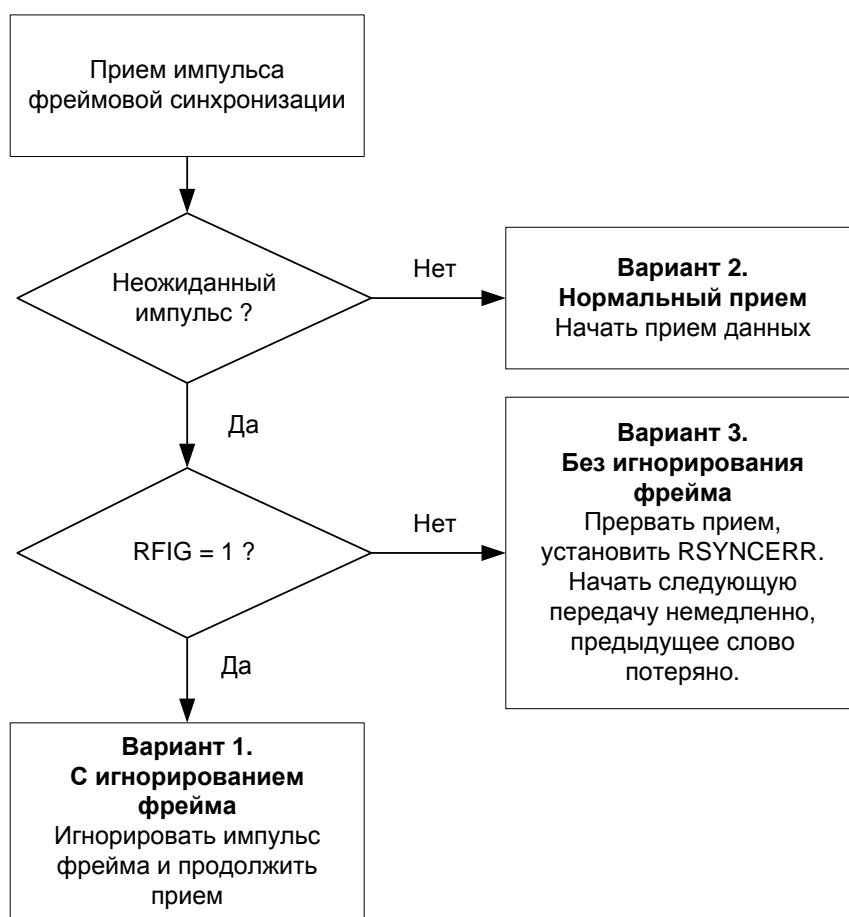 Прием импульса
фреймовой синхронизации
Неожиданный
импульс ?
Нет
Вариант 2.
Нормальный прием
Начать прием данных
Да
RFIG = 1 ?
Нет
Вариант 3.
Без игнорирования
фрейма
Прервать прием,
установить RSYNCERR.
Начать следующую
передачу немедленно,
предыдущее слово
потеряно.
Да
Вариант 1.
С игнорированием
фрейма
Игнорировать импульс
фрейма и продолжить
прием